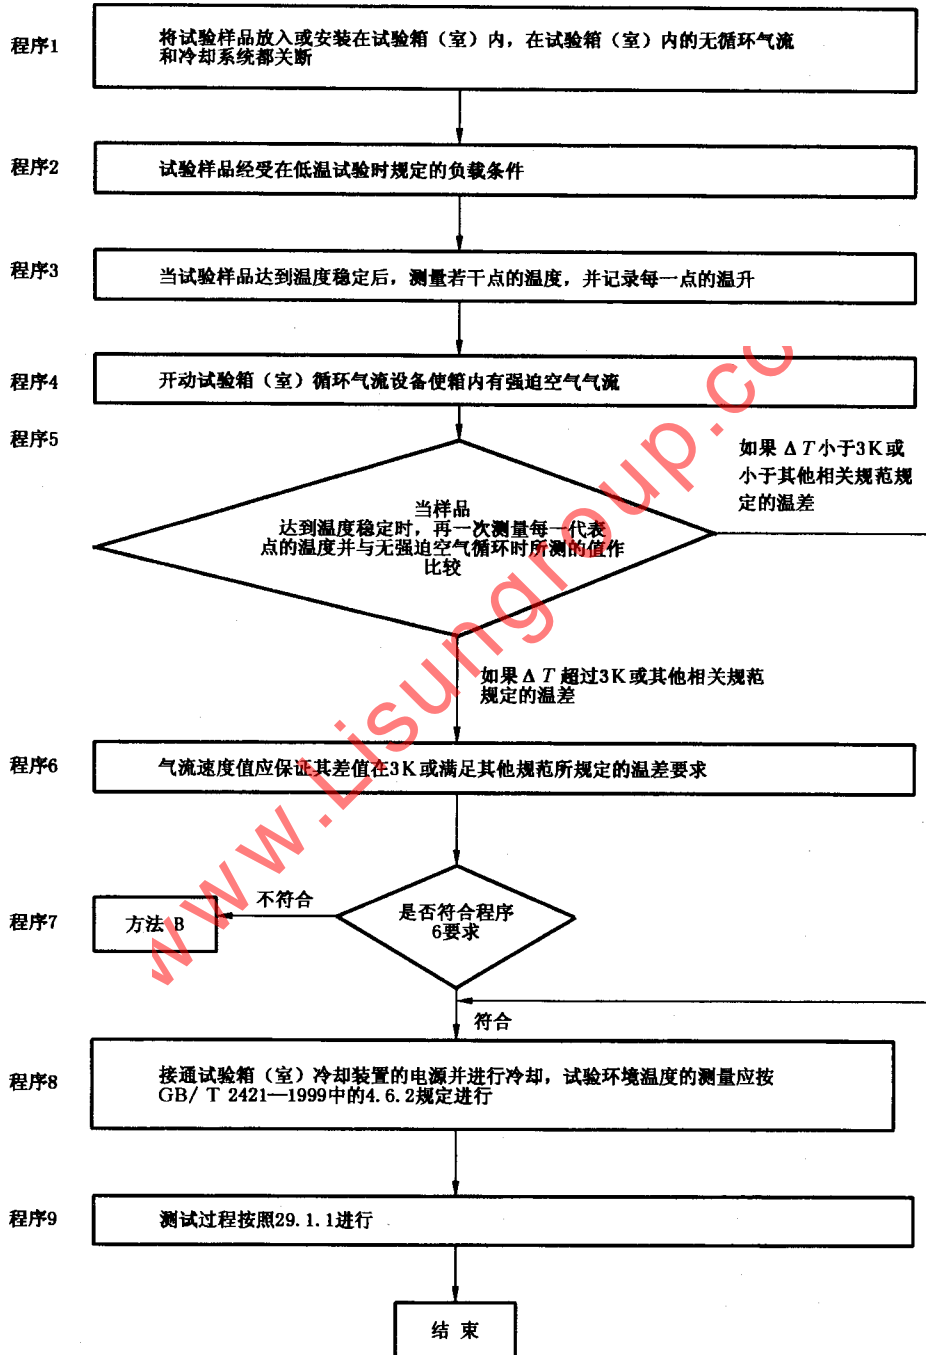 程序1
将试验样品放入或安装在试验箱（室）内，在试验箱（室）内的无循环气流
和冷却系统都关断
程序2
试验样品经受在低温试验时规定的负载条件
程序3
当试验样品达到温度稳定后，测量若干点的温度，并记录每一点的温升
程序4
开动试验箱（室）循环气流设备使箱内有强迫空气气流
程序5
当样品
达到温度稳定时，再一次测量每一代表
点的温度并与无强迫空气循环时所测的值作
比较
如果 Δ T 小于3K或
小于其他相关规范规
定的温差
如果 Δ T 超过3K或其他相关规范
规定的温差
程序6
气流速度值应保证其差值在3K或满足其他规范所规定的温差要求
程序7
方法 B
不符合
是否符合程序
6要求
符合
程序8
接通试验箱（室）冷却装置的电源并进行冷却，试验环境温度的测量应按
GB/ T 2421—1999中的4.6.2规定进行
程序9
测试过程按照29.1.1进行
结 束
www.Lisungroup.co